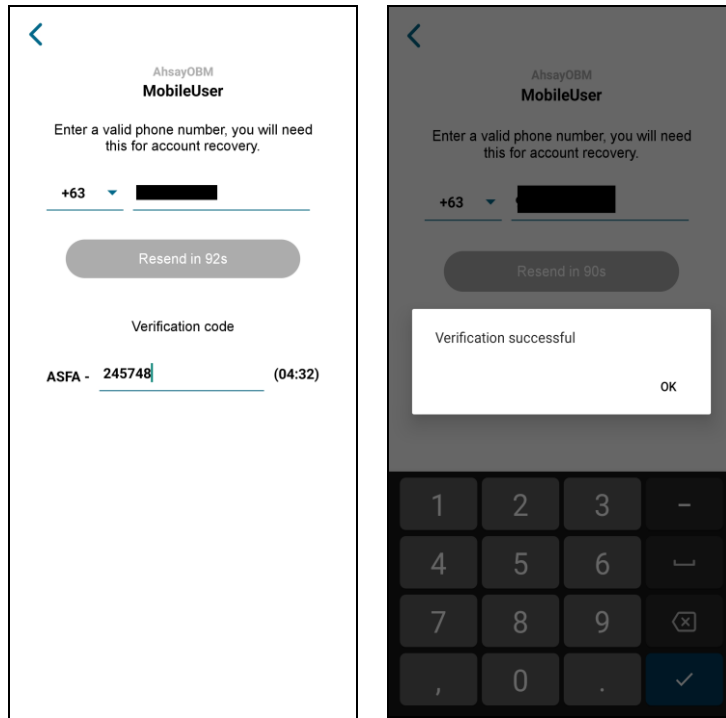 AhsayOBM
MobileUser
Enter a valid phone number, you will need
this for account recovery.
+63
Resend in 92s
Verification code
ASFA - 245748 (04:32)
AhsayOBM
MobileUser
Enter a valid phone number, you will need
this for account recovery.
+63
Resend in 90s
Verification successful
OK
1 2 3 -
4 5 6
7 8 9
, 0 .